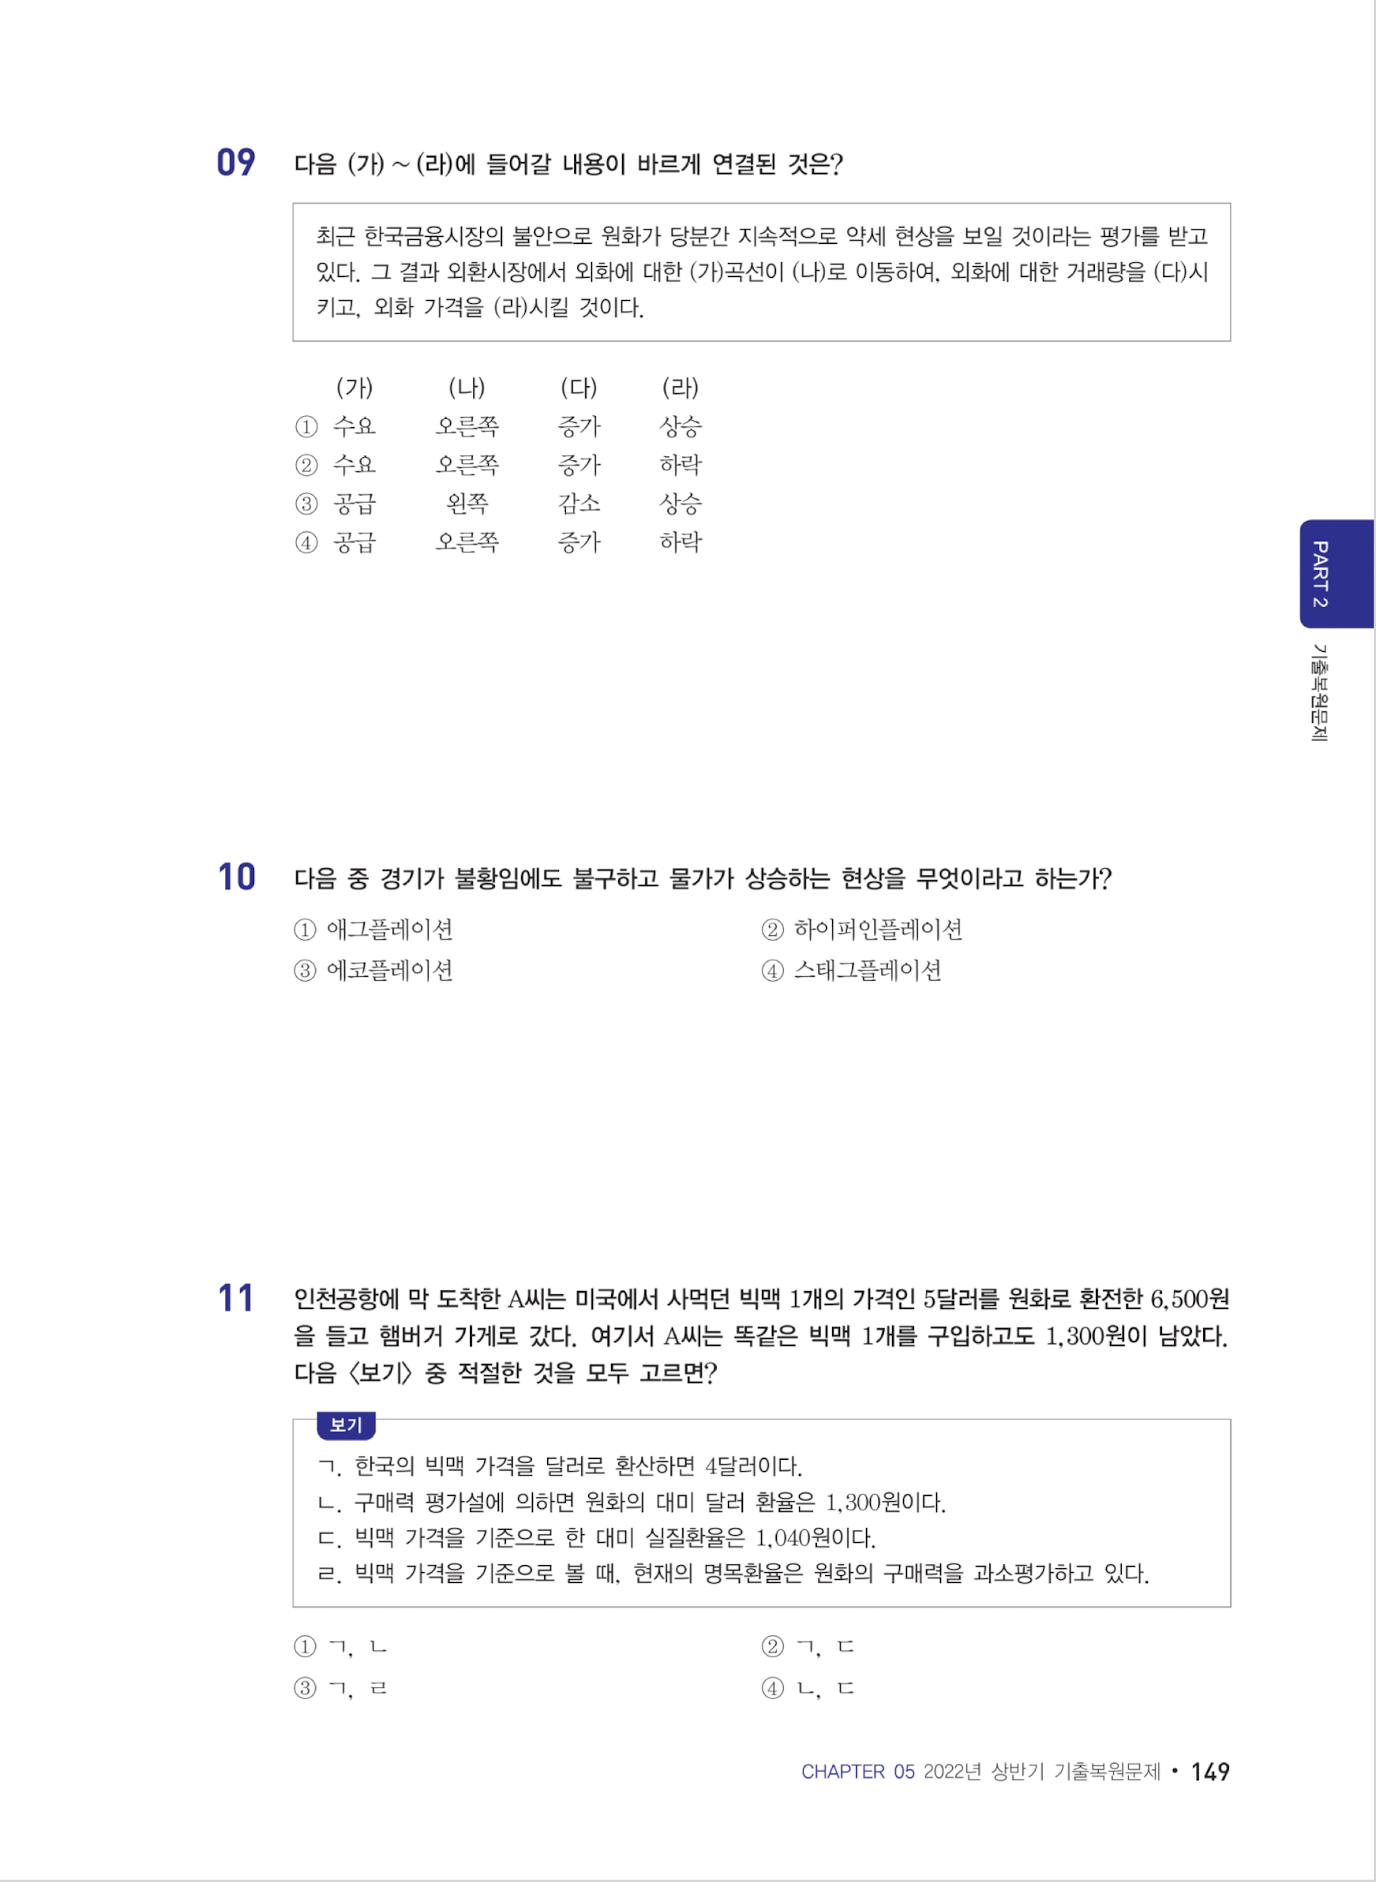 09 다음 (가) ~ (라)에 들어갈 내용이 바르게 연결된 것은?
최근 한국금융시장의 불안으로 원화가 당분간 지속적으로 약세 현상을 보일 것이라는 평가를 받고
있다. 그 결과 외환시장에서 외화에 대한 (가)곡선이 (나)로 이동하여, 외화에 대한 거래량을 (다)시
키고, 외화 가격을 (라)시킬 것이다.
(가) (나) (다) (라)
① 수요 오른쪽 증가 상승
② 수요 오른쪽 증가 하락
③ 공급 왼쪽 감소 상승
④ 공급 오른쪽 증가 하락
PART 2
기출복원문제
10 다음 중 경기가 불황임에도 불구하고 물가가 상승하는 현상을 무엇이라고 하는가?
① 애그플레이션 ② 하이퍼인플레이션
③ 에코플레이션 ④ 스태그플레이션
11 인천공항에 막 도착한 A씨는 미국에서 사먹던 빅맥 1개의 가격인 5달러를 원화로 환전한 6,500원
을 들고 햄버거 가게로 갔다. 여기서 A씨는 똑같은 빅맥 1개를 구입하고도 1,300원이 남았다.
다음 〈보기〉 중 적절한 것을 모두 고르면?
보기
ㄱ. 한국의 빅맥 가격을 달러로 환산하면 4달러이다.
ㄴ. 구매력 평가설에 의하면 원화의 대미 달러 환율은 1,300원이다.
ㄷ. 빅맥 가격을 기준으로 한 대미 실질환율은 1,040원이다.
ㄹ. 빅맥 가격을 기준으로 볼 때, 현재의 명목환율은 원화의 구매력을 과소평가하고 있다.
① ㄱ, ㄴ ② ㄱ, ㄷ
③ ㄱ, ㄹ ④ ㄴ, ㄷ
CHAPTER 05 2022년 상반기 기출복원문제 • 149